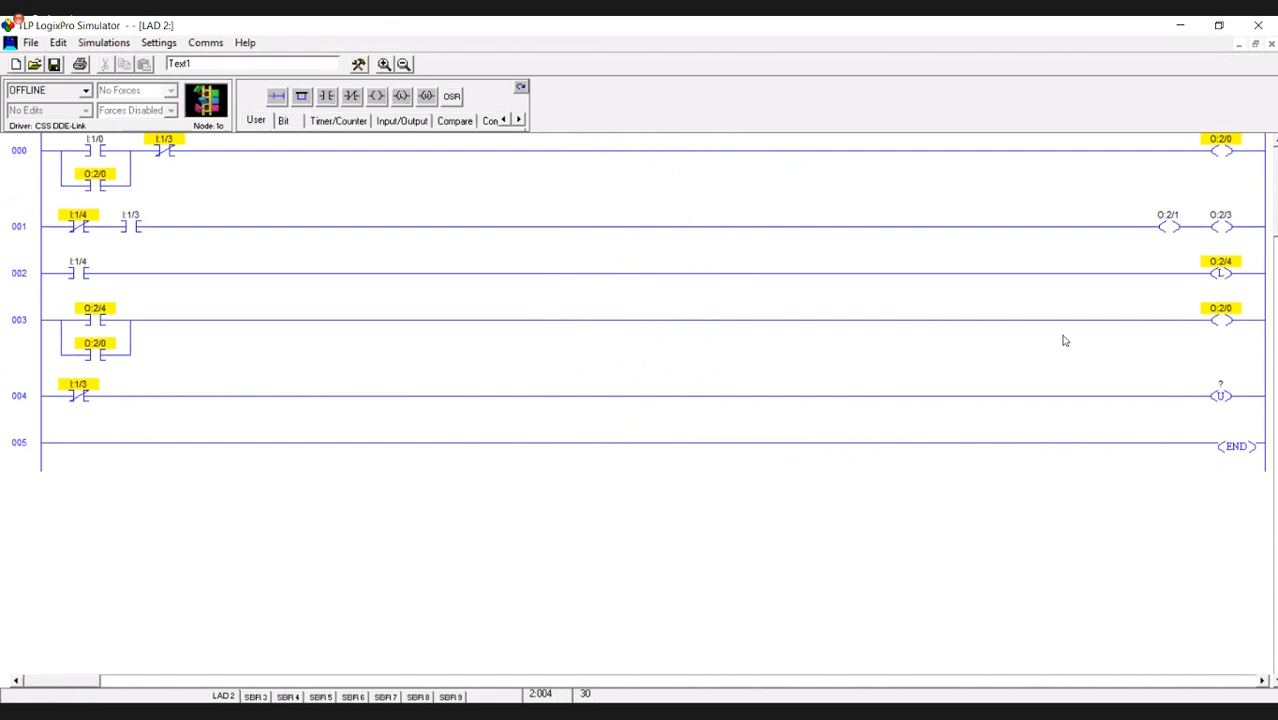 TLP LogixPro Simulator - - [LAD 2:]
File Edit Simulations Settings Comms Help
Text1
OFFLINE No Forces
No Edits Forces Disabled
Driver: CSS DDE-Link Node: 1o
OSR
User Bit Timer/Counter Input/Output Compare Con
I:1/0 I:1/3 O:2/0
000
O:2/0
I:1/4 I:1/3 O:2/1 O:2/3
001
I:1/4 O:2/4
002 L
O:2/4 O:2/0
003
O:2/0
I:1/3 ?
004 U
005 END
LAD 2 SBR 3 SBR 4 SBR 5 SBR 6 SBR 7 SBR 8 SBR 9 2:004 30